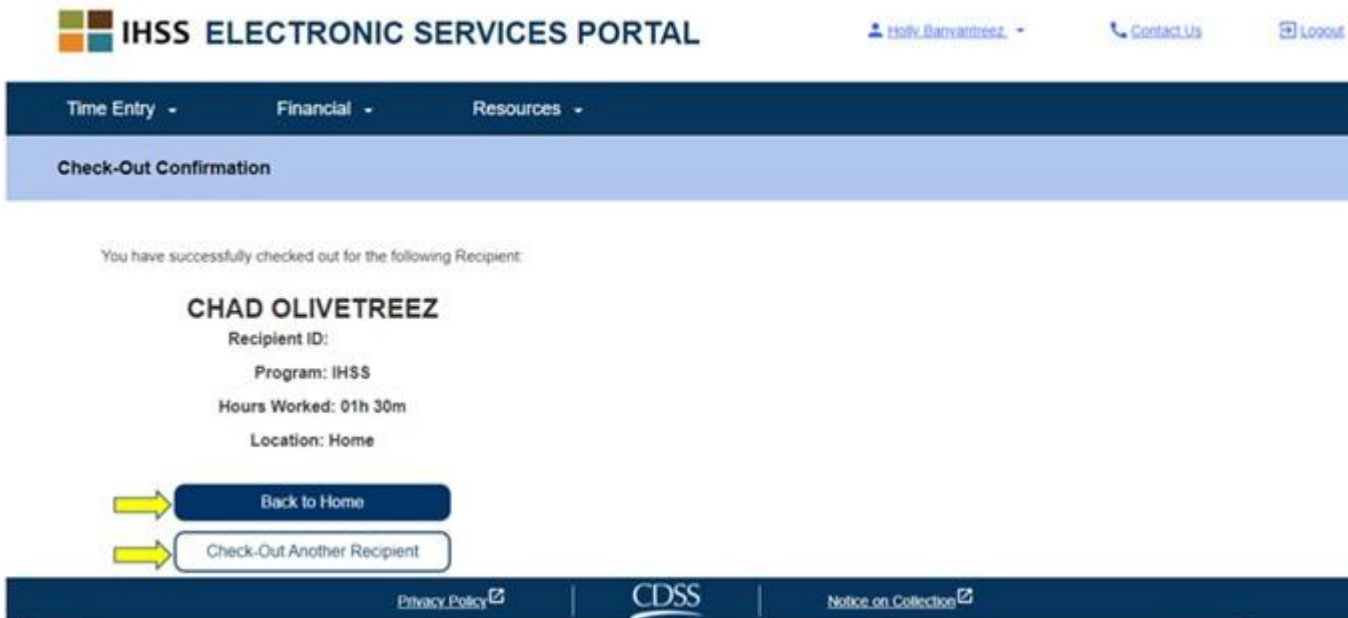 IHSS ELECTRONIC SERVICES PORTAL
Holly Banyantreez
Contact Us
Logout
Time Entry
Financial
Resources
Check-Out Confirmation
You have successfully checked out for the following Recipient:
CHAD OLIVETREEZ
Recipient ID:
Program: IHSS
Hours Worked: 01h 30m
Location: Home
Back to Home
Check-Out Another Recipient
Privacy Policy
CDSS
Notice on Collection